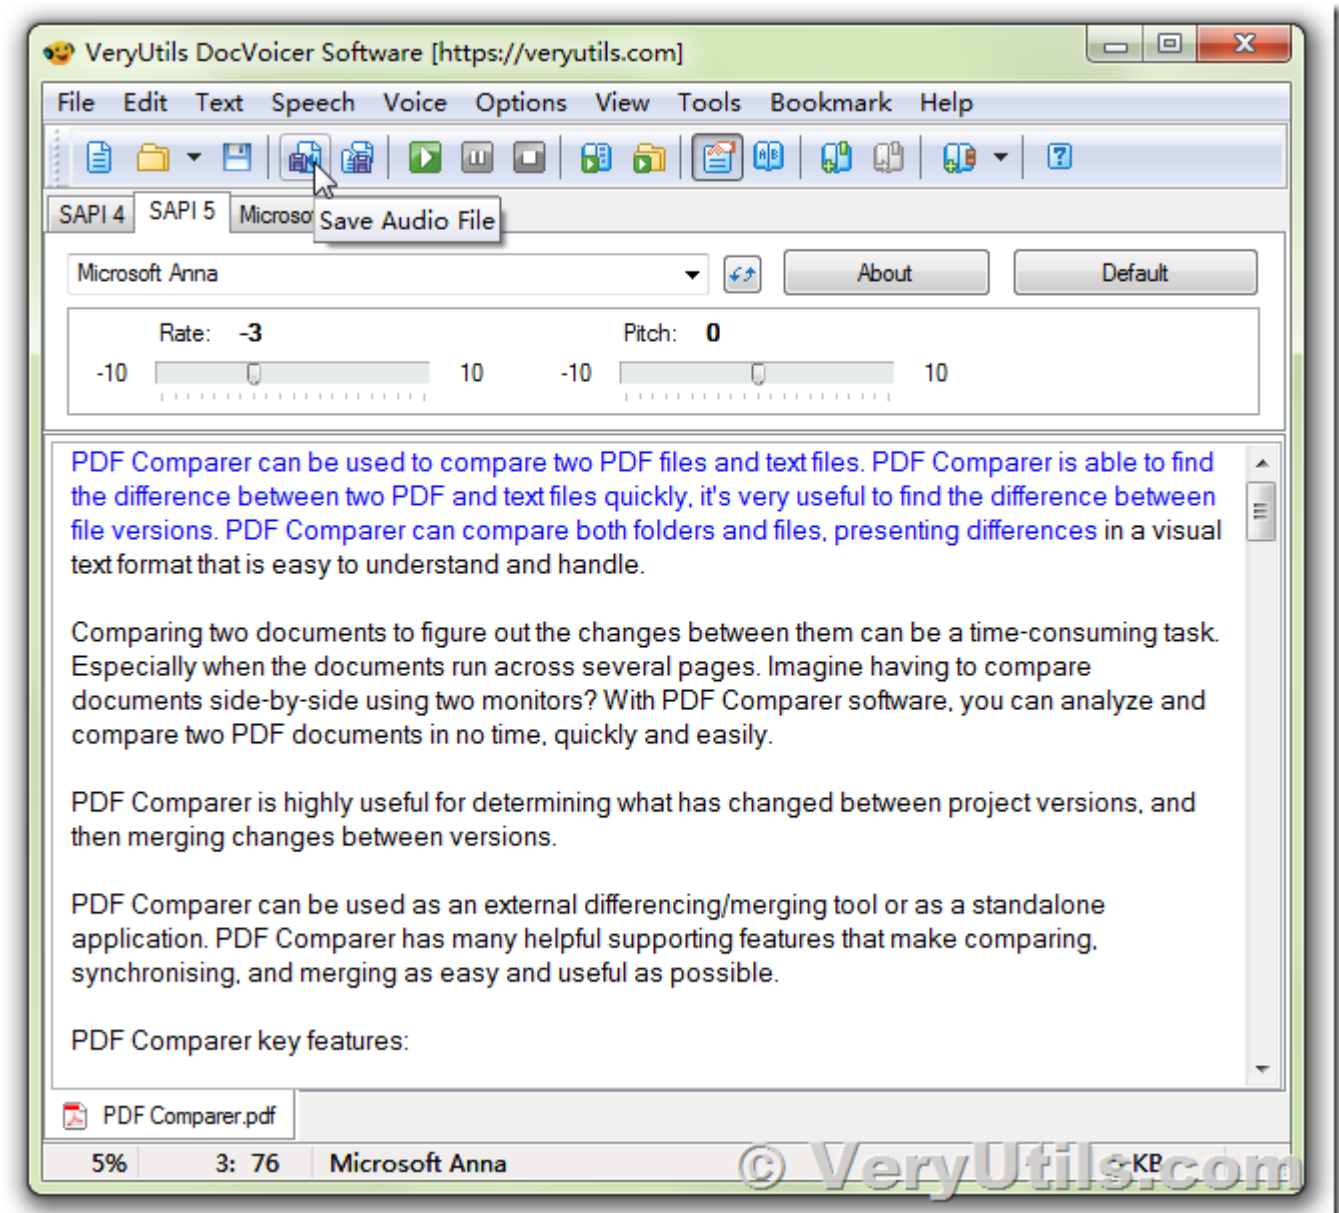 VeryUtils DocVoicer Software [https://veryutils.com]
File Edit Text Speech Voice Options View Tools Bookmark Help
SAPI 4 SAPI 5
Save Audio File
Microsoft Anna About Default
Rate: -3 Pitch: 0
-10 10 -10 10
PDF Comparer can be used to compare two PDF files and text files. PDF Comparer is able to find
the difference between two PDF and text files quickly, it's very useful to find the difference between
file versions. PDF Comparer can compare both folders and files, presenting differences in a visual
text format that is easy to understand and handle.
Comparing two documents to figure out the changes between them can be a time-consuming task.
Especially when the documents run across several pages. Imagine having to compare
documents side-by-side using two monitors? With PDF Comparer software, you can analyze and
compare two PDF documents in no time, quickly and easily.
PDF Comparer is highly useful for determining what has changed between project versions, and
then merging changes between versions.
PDF Comparer can be used as an external differencing/merging tool or as a standalone
application. PDF Comparer has many helpful supporting features that make comparing,
synchronising, and merging as easy and useful as possible.
PDF Comparer key features:
PDF Comparer.pdf
5% 3: 76 Microsoft Anna KB
© VeryUtils.com